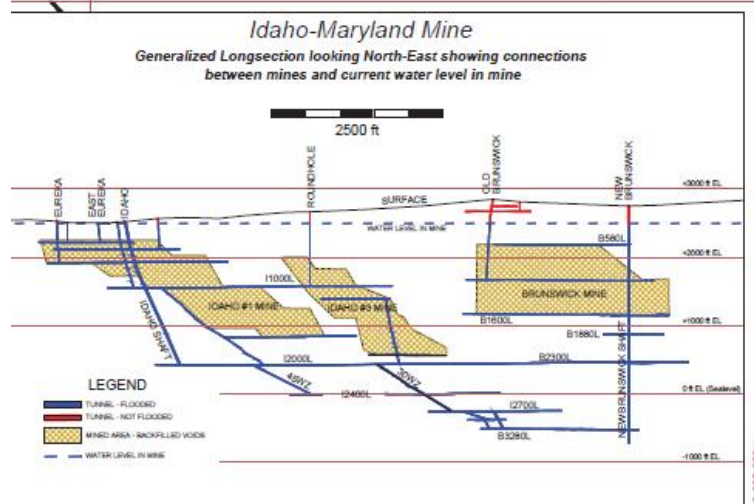 Idaho-Maryland Mine
Generalized Longsection looking North-East showing connections
between mines and current water level in mine
2500 ft
EUREKA
EAST
EUREKA
IDAHO
ROUNDHOLE
OLD
BRUNSWICK
NEW
BRUNSWICK
+3000 ft EL
SURFACE
WATER LEVEL IN MINE
B580L
+2000 ft EL
I1000L
IDAHO #1 MINE
IDAHO #3 MINE
BRUNSWICK MINE
B1600L
+1000 ft EL
B1880L
IDAHO SHAFT
NEW BRUNSWICK SHAFT
I2000L
B2300L
LEGEND
TUNNEL - FLOODED
TUNNEL - NOT FLOODED
MINED AREA - BACKFILLED VOIDS
WATER LEVEL IN MINE
I2400L
0 ft EL (Sealevel)
I2700L
B3280L
-1000 ft EL